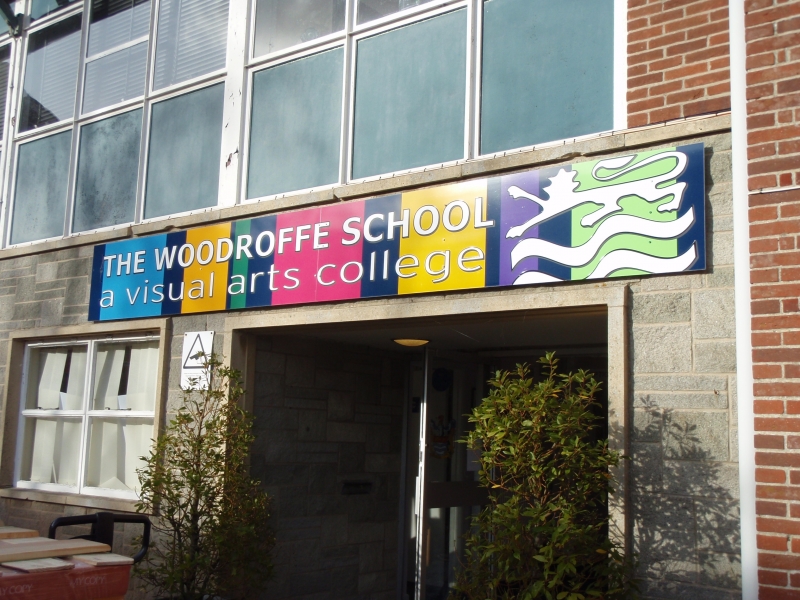 THE WOODROFFE SCHOOL
a visual arts college